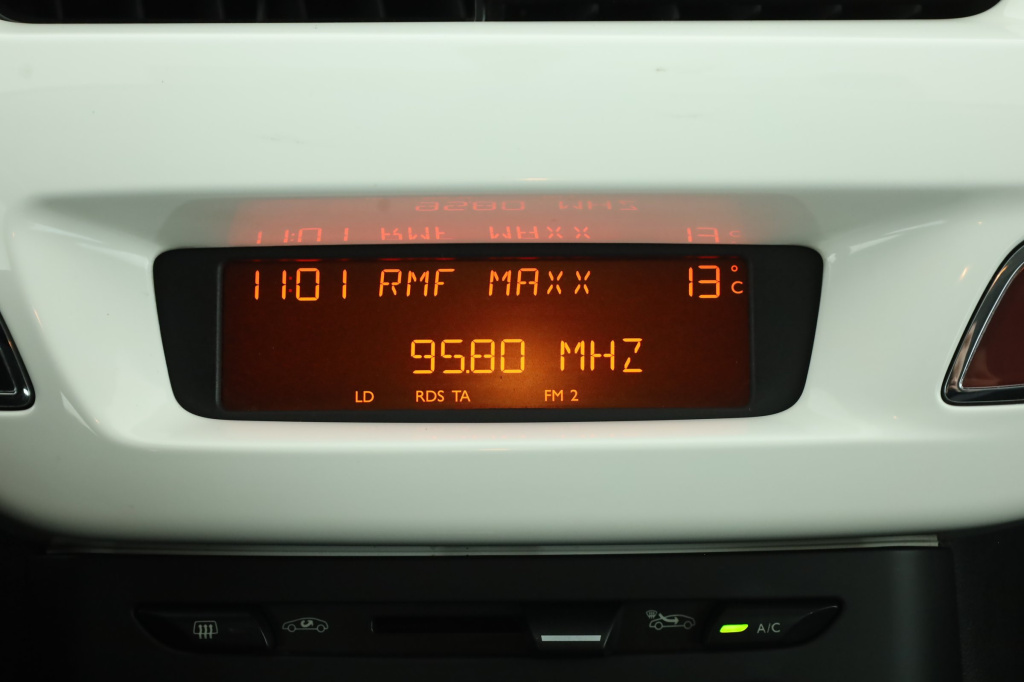 11:01 RMF MAXX 13 °C
95.80 MHZ
LD RDS TA FM 2
A/C